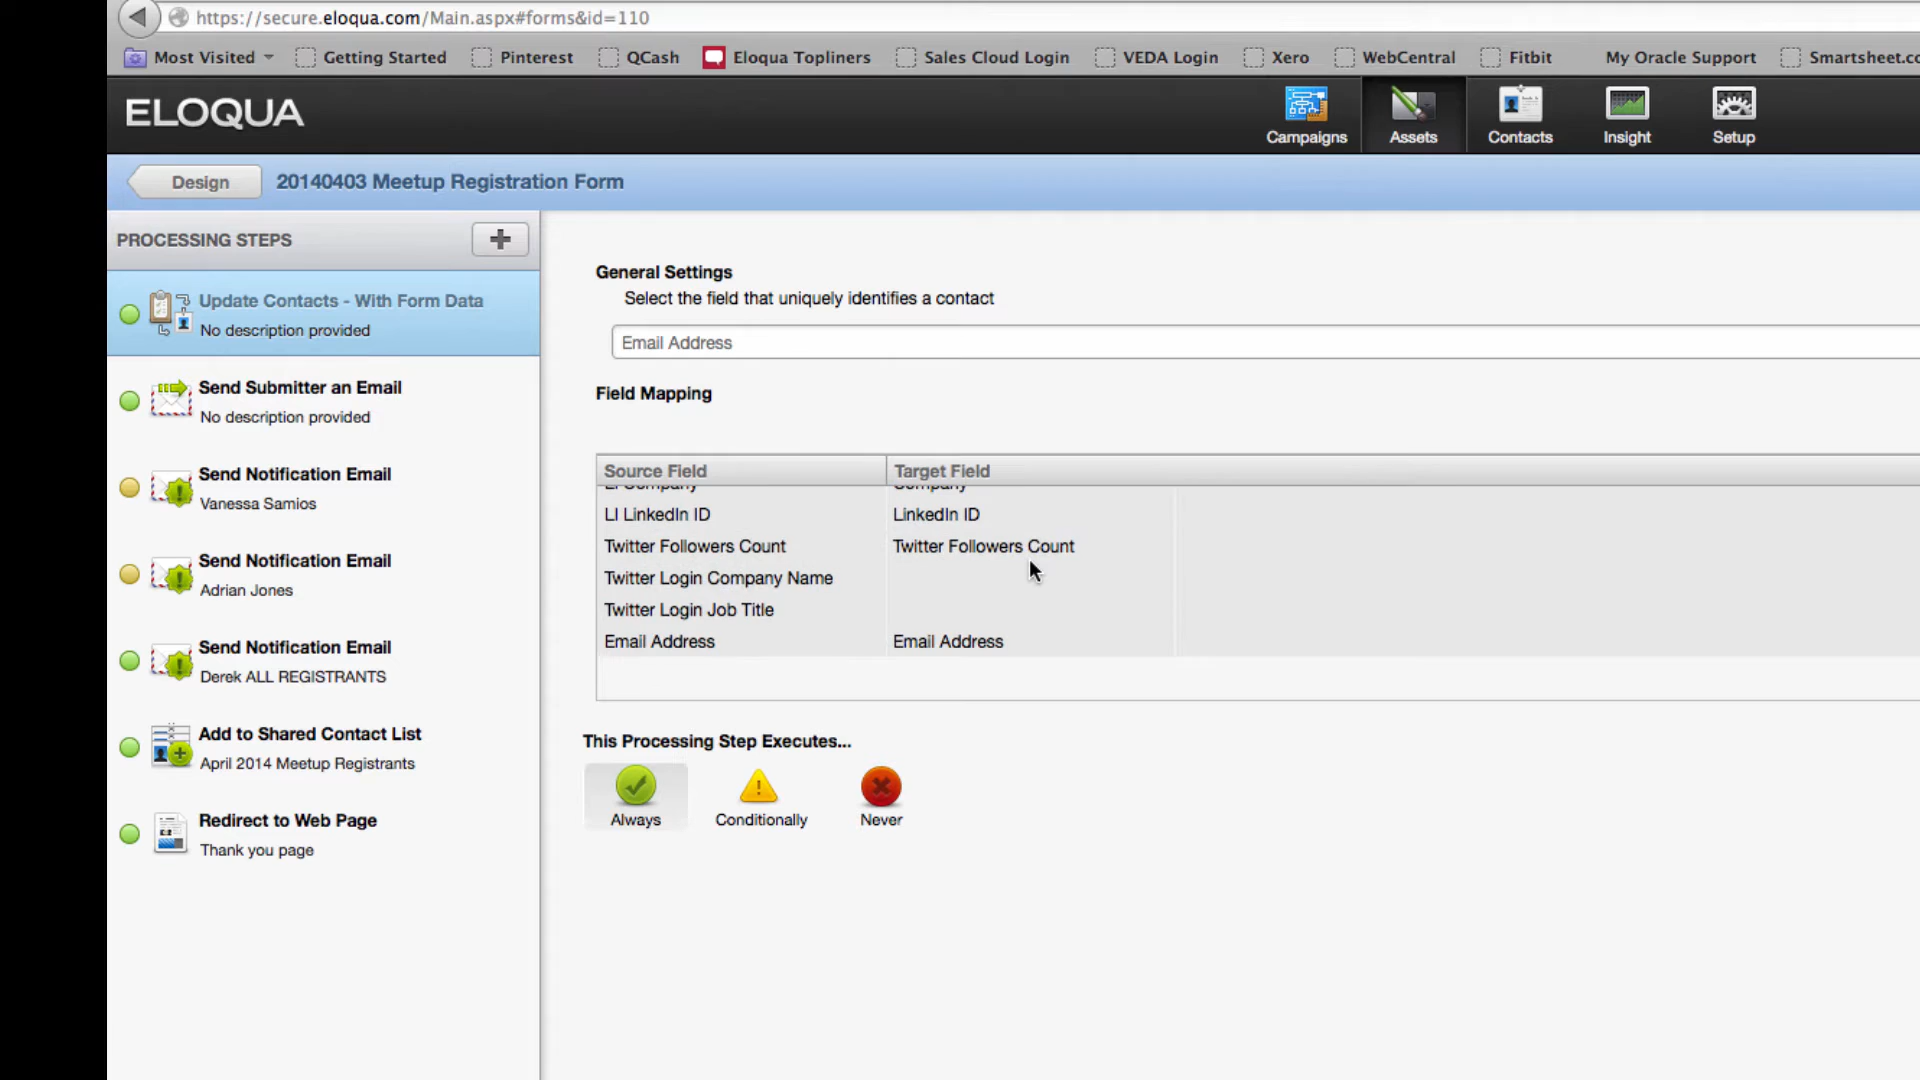 https://secure.eloqua.com/Main.aspx#forms&id=110
Most Visited Getting Started Pinterest QCash Eloqua Topliners Sales Cloud Login VEDA Login Xero WebCentral Fitbit My Oracle Support Smartsheet.co
ELOQUA
Campaigns Assets Contacts Insight Setup
Design 20140403 Meetup Registration Form
PROCESSING STEPS
Update Contacts - With Form Data
No description provided
Send Submitter an Email
No description provided
Send Notification Email
Vanessa Samios
Send Notification Email
Adrian Jones
Send Notification Email
Derek ALL REGISTRANTS
Add to Shared Contact List
April 2014 Meetup Registrants
Redirect to Web Page
Thank you page
General Settings
Select the field that uniquely identifies a contact
Email Address
Field Mapping
Source Field Target Field
LI Company Company
LI LinkedIn ID LinkedIn ID
Twitter Followers Count Twitter Followers Count
Twitter Login Company Name
Twitter Login Job Title
Email Address Email Address
This Processing Step Executes...
Always Conditionally Never